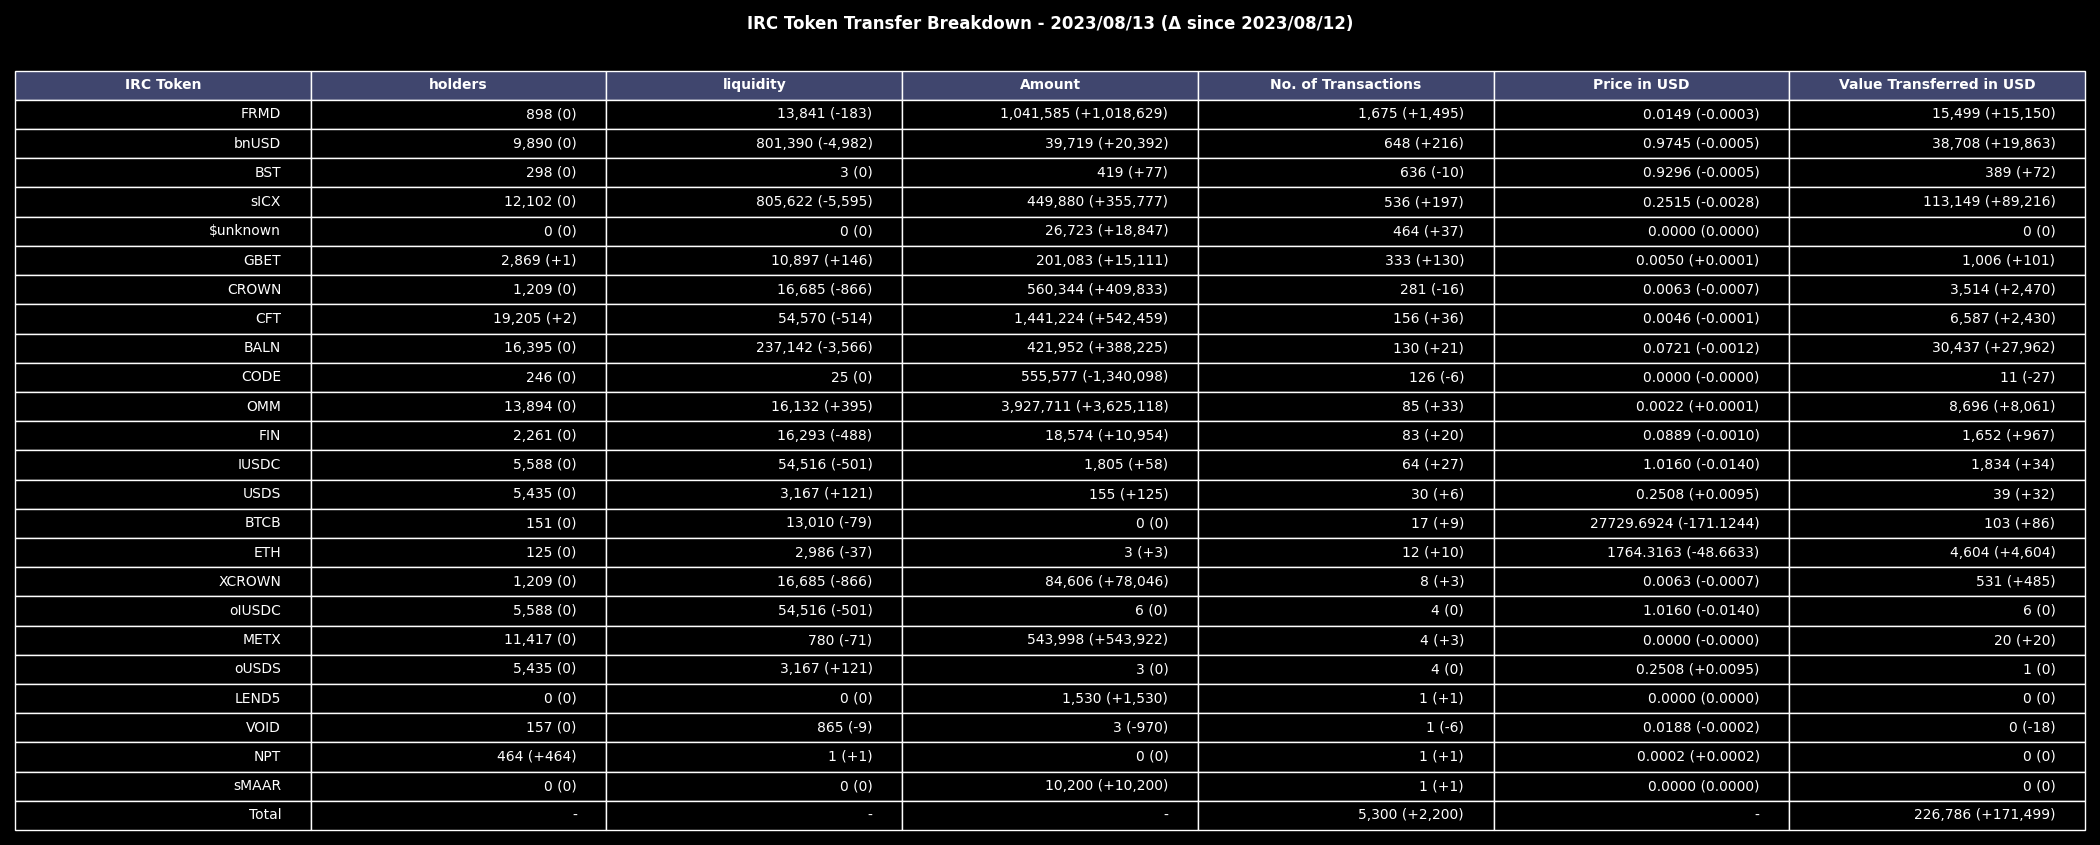 IRC Token Transfer Breakdown - 2023/08/13 (Δ since 2023/08/12)
IRC Token holders liquidity Amount No. of Transactions Price in USD Value Transferred in USD
FRMD 898 (0) 13,841 (-183) 1,041,585 (+1,018,629) 1,675 (+1,495) 0.0149 (-0.0003) 15,499 (+15,150)
bnUSD 9,890 (0) 801,390 (-4,982) 39,719 (+20,392) 648 (+216) 0.9745 (-0.0005) 38,708 (+19,863)
BST 298 (0) 3 (0) 419 (+77) 636 (-10) 0.9296 (-0.0005) 389 (+72)
sICX 12,102 (0) 805,622 (-5,595) 449,880 (+355,777) 536 (+197) 0.2515 (-0.0028) 113,149 (+89,216)
$unknown 0 (0) 0 (0) 26,723 (+18,847) 464 (+37) 0.0000 (0.0000) 0 (0)
GBET 2,869 (+1) 10,897 (+146) 201,083 (+15,111) 333 (+130) 0.0050 (+0.0001) 1,006 (+101)
CROWN 1,209 (0) 16,685 (-866) 560,344 (+409,833) 281 (-16) 0.0063 (-0.0007) 3,514 (+2,470)
CFT 19,205 (+2) 54,570 (-514) 1,441,224 (+542,459) 156 (+36) 0.0046 (-0.0001) 6,587 (+2,430)
BALN 16,395 (0) 237,142 (-3,566) 421,952 (+388,225) 130 (+21) 0.0721 (-0.0012) 30,437 (+27,962)
CODE 246 (0) 25 (0) 555,577 (-1,340,098) 126 (-6) 0.0000 (-0.0000) 11 (-27)
OMM 13,894 (0) 16,132 (+395) 3,927,711 (+3,625,118) 85 (+33) 0.0022 (+0.0001) 8,696 (+8,061)
FIN 2,261 (0) 16,293 (-488) 18,574 (+10,954) 83 (+20) 0.0889 (-0.0010) 1,652 (+967)
IUSDC 5,588 (0) 54,516 (-501) 1,805 (+58) 64 (+27) 1.0160 (-0.0140) 1,834 (+34)
USDS 5,435 (0) 3,167 (+121) 155 (+125) 30 (+6) 0.2508 (+0.0095) 39 (+32)
BTCB 151 (0) 13,010 (-79) 0 (0) 17 (+9) 27729.6924 (-171.1244) 103 (+86)
ETH 125 (0) 2,986 (-37) 3 (+3) 12 (+10) 1764.3163 (-48.6633) 4,604 (+4,604)
XCROWN 1,209 (0) 16,685 (-866) 84,606 (+78,046) 8 (+3) 0.0063 (-0.0007) 531 (+485)
oIUSDC 5,588 (0) 54,516 (-501) 6 (0) 4 (0) 1.0160 (-0.0140) 6 (0)
METX 11,417 (0) 780 (-71) 543,998 (+543,922) 4 (+3) 0.0000 (-0.0000) 20 (+20)
oUSDS 5,435 (0) 3,167 (+121) 3 (0) 4 (0) 0.2508 (+0.0095) 1 (0)
LEND5 0 (0) 0 (0) 1,530 (+1,530) 1 (+1) 0.0000 (0.0000) 0 (0)
VOID 157 (0) 865 (-9) 3 (-970) 1 (-6) 0.0188 (-0.0002) 0 (-18)
NPT 464 (+464) 1 (+1) 0 (0) 1 (+1) 0.0002 (+0.0002) 0 (0)
sMAAR 0 (0) 0 (0) 10,200 (+10,200) 1 (+1) 0.0000 (0.0000) 0 (0)
Total - - - 5,300 (+2,200) - 226,786 (+171,499)